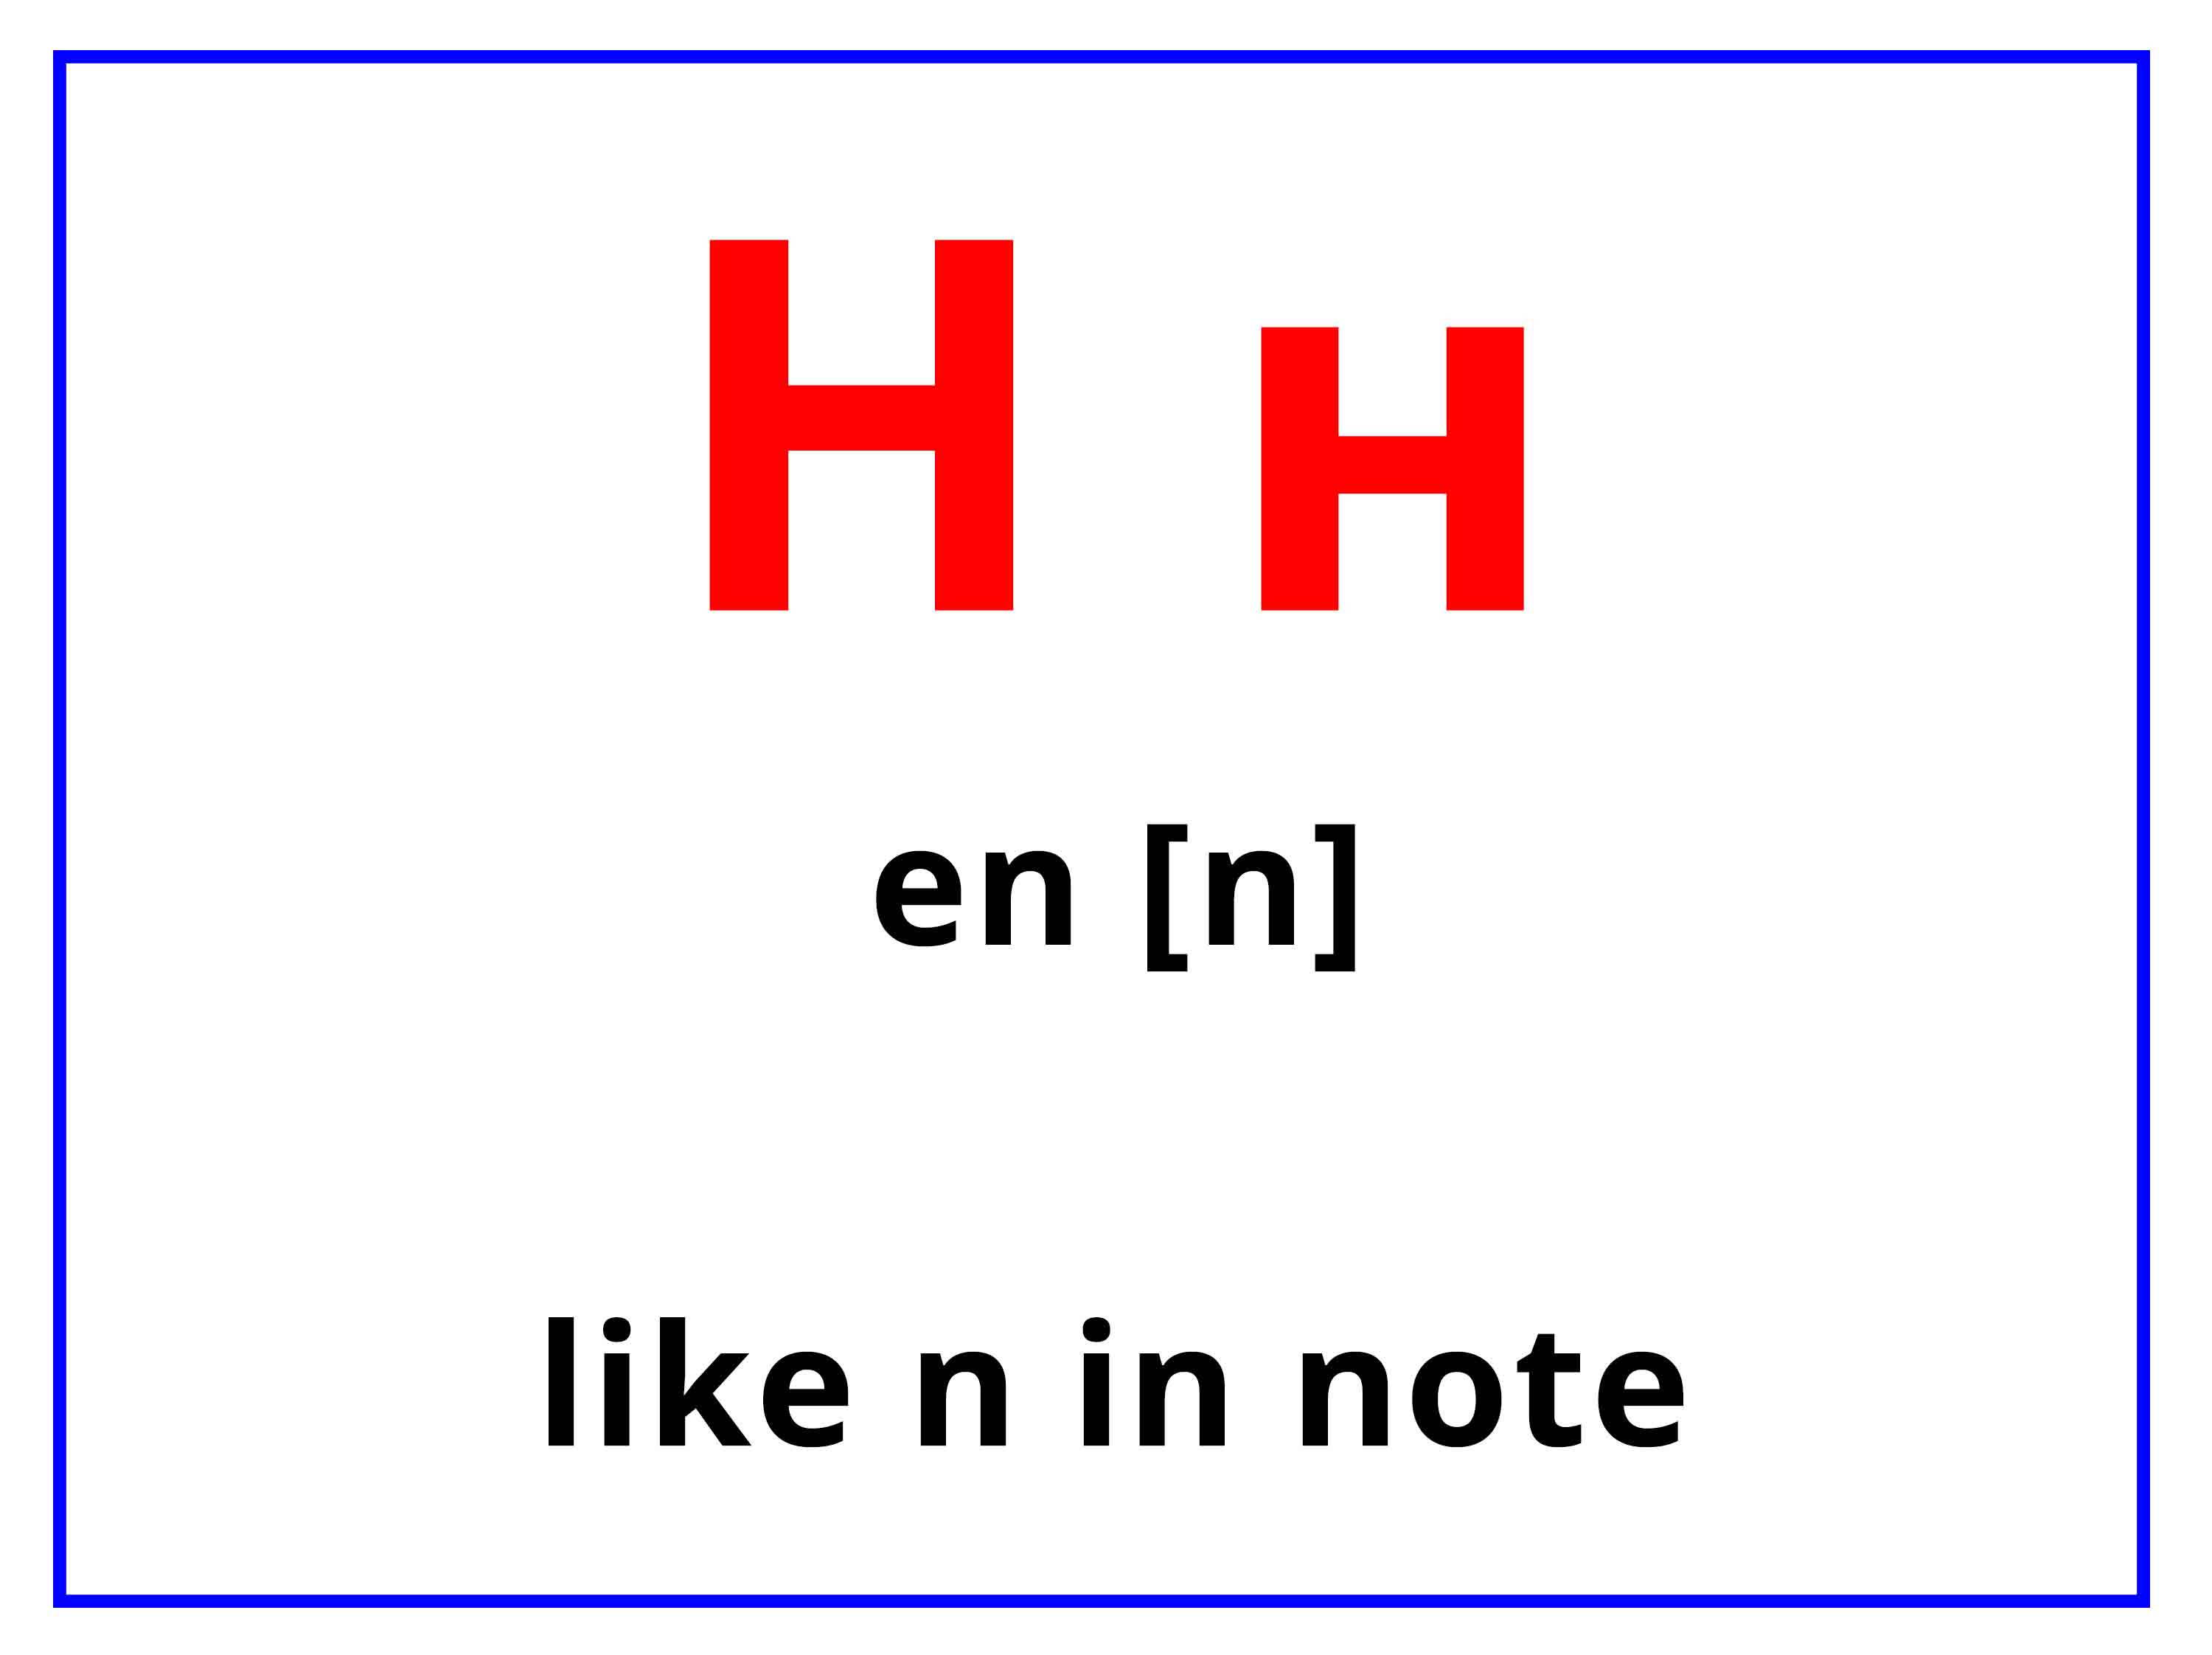 Н н
en [n]
like n in note